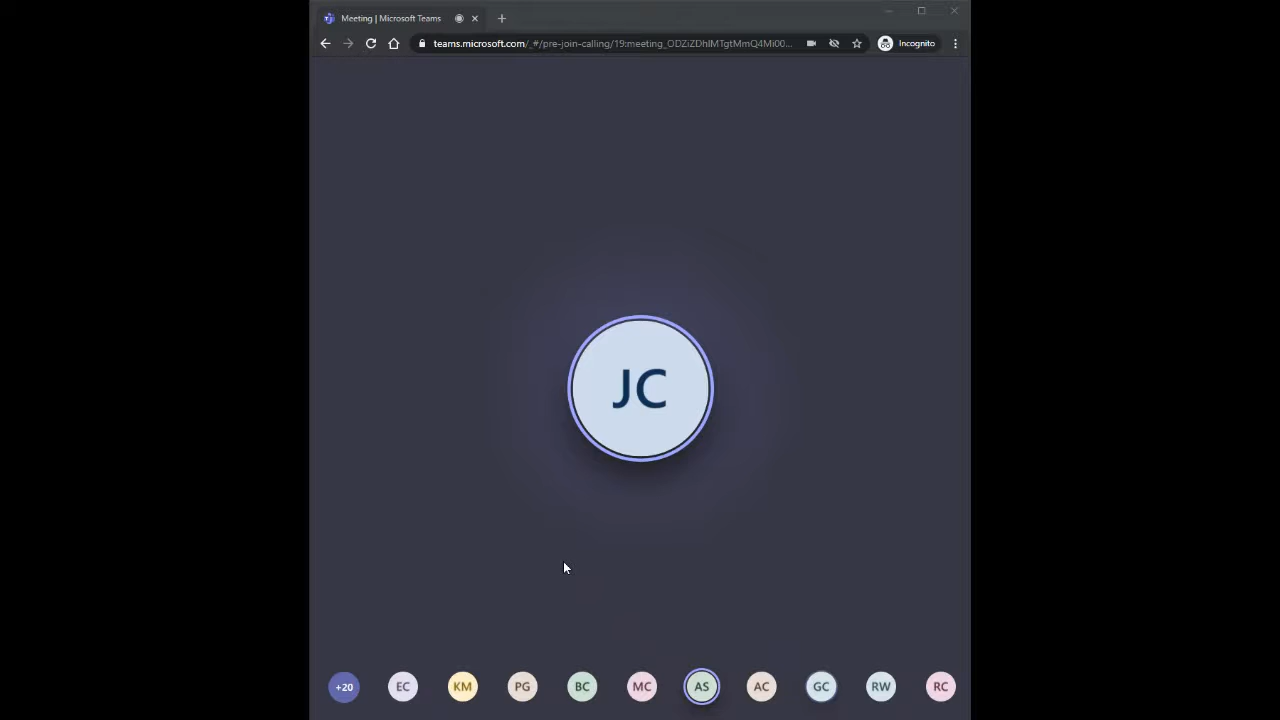 Meeting | Microsoft Teams
teams.microsoft.com/_#/pre-join-calling/19:meeting_ODZiZDhlMTgtMmQ4Mi00...
Incognito
JC
+20 EC KM PG BC MC AS AC GC RW RC